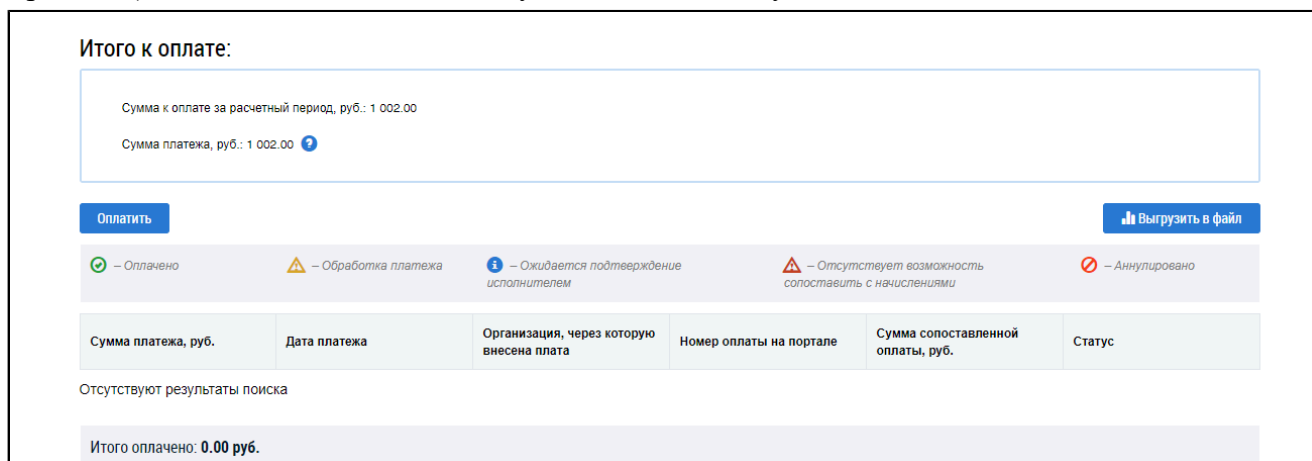 Итого к оплате:
Сумма к оплате за расчетный период, руб.: 1 002.00
Сумма платежа, руб.: 1 002.00 ?
Оплатить
Выгрузить в файл
– Оплачено
– Обработка платежа
– Ожидается подтверждение
исполнителем
– Отсутствует возможность
сопоставить с начислениями
– Аннулировано
Сумма платежа, руб.
Дата платежа
Организация, через которую
внесена плата
Номер оплаты на портале
Сумма сопоставленной
оплаты, руб.
Статус
Отсутствуют результаты поиска
Итого оплачено: 0.00 руб.